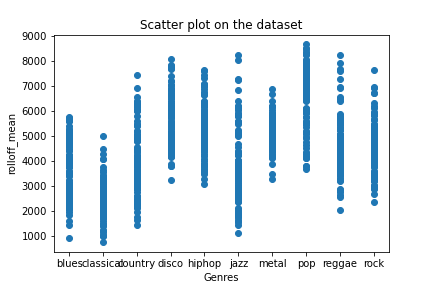 Scatter plot on the dataset
9000
8000
7000
6000
5000
4000
3000
2000
1000
rolloff_mean
blues classical country disco hiphop jazz metal pop reggae rock
Genres